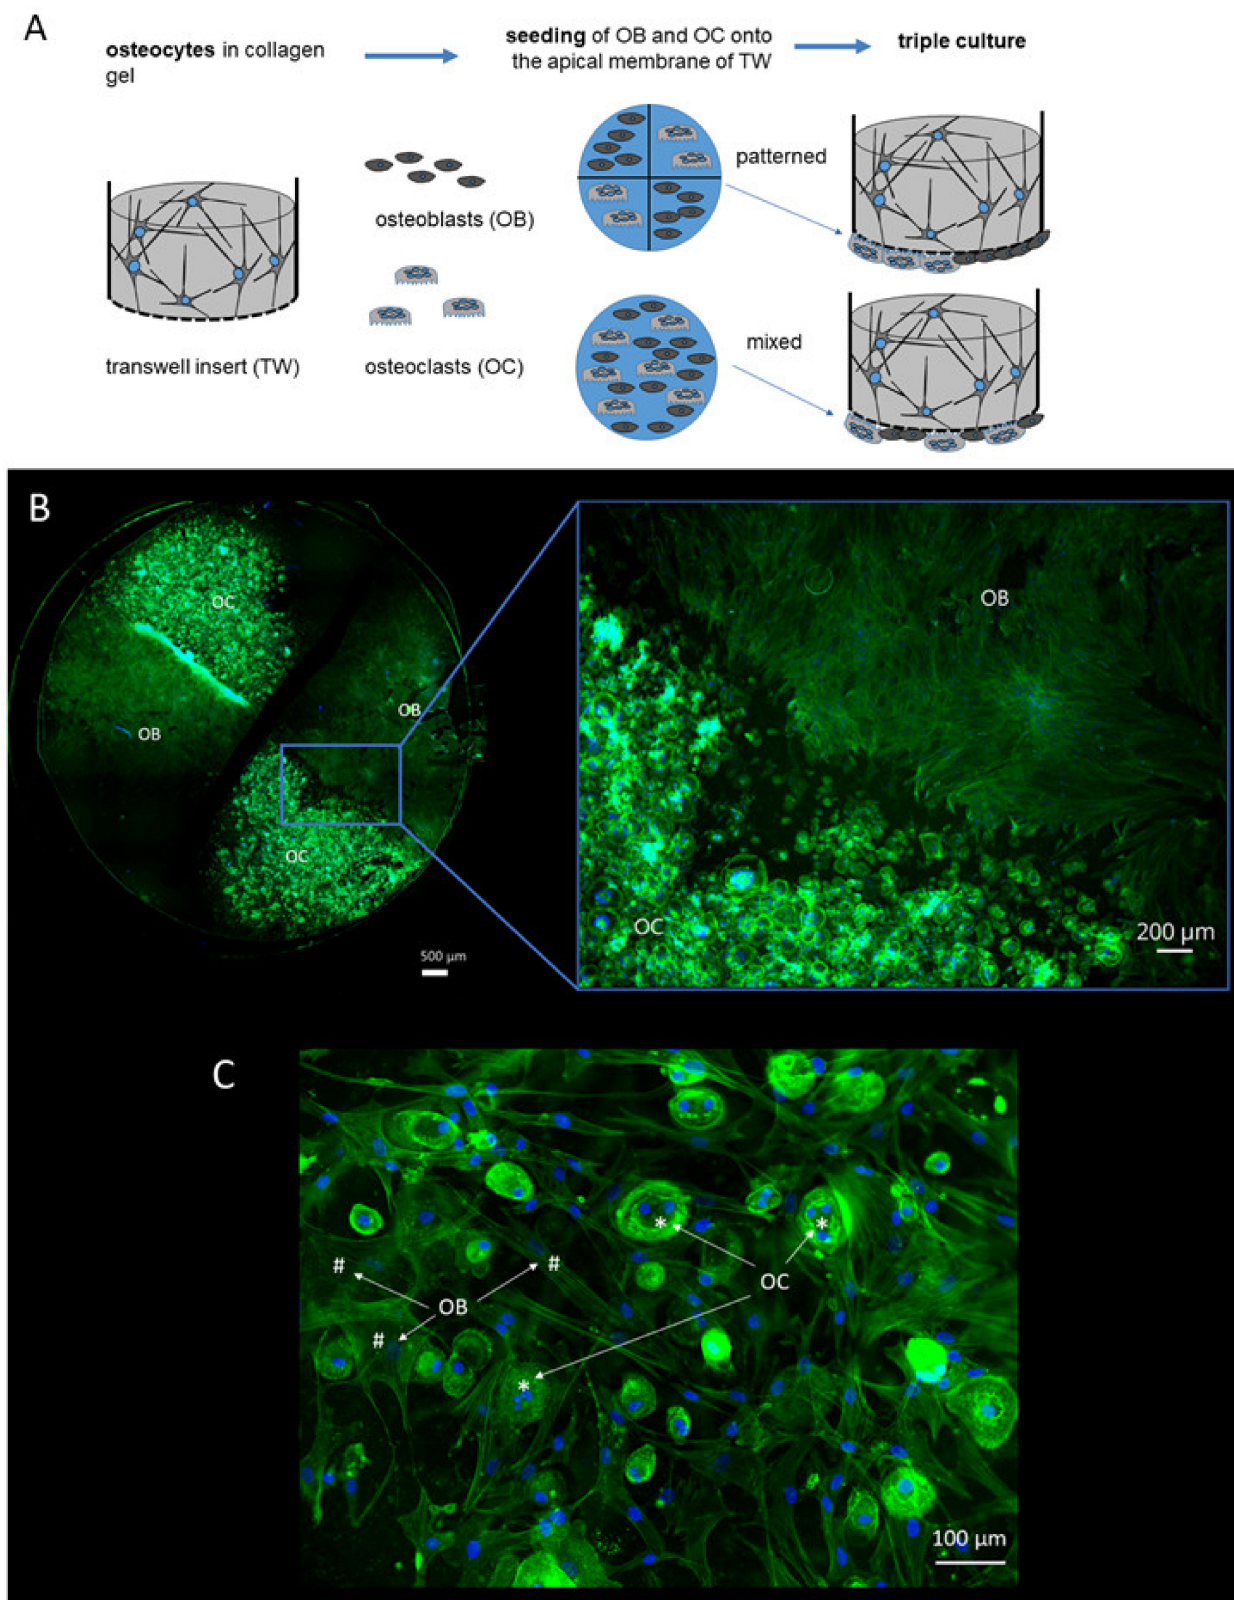 A
osteocytes in collagen
gel
seeding of OB and OC onto
the apical membrane of TW
triple culture
osteoblasts (OB)
patterned
transwell insert (TW)
osteoclasts (OC)
mixed
B
OC
OB
OB
OC
500 µm
OB
OC
200 µm
C
*
*
#
#
OC
OB
#
*
100 µm